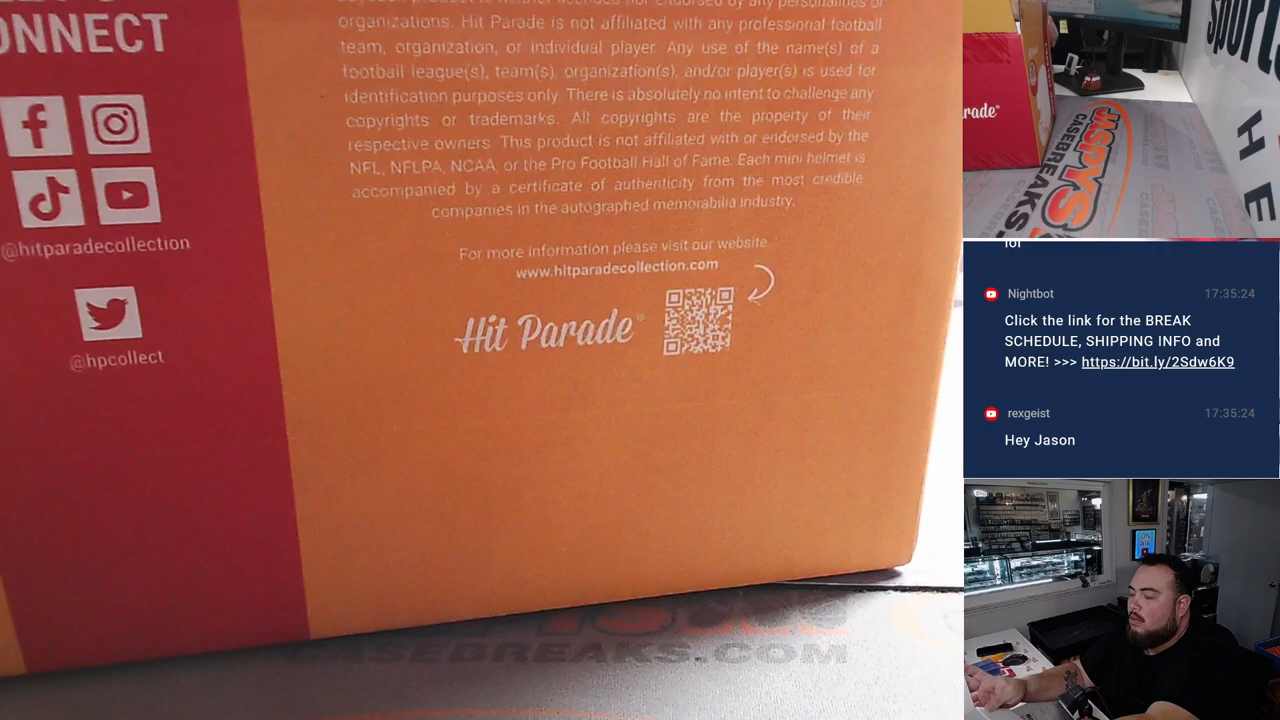 ONNECT
@hitparadecollection
@hpcollect
organizations. Hit Parade is not affiliated with any professional football
team, organization, or individual player. Any use of the name(s) of a
football league(s), team(s), organization(s), and/or player(s) is used for
identification purposes only. There is absolutely no intent to challenge any
copyrights or trademarks. All copyrights are the property of their
respective owners. This product is not affiliated with or endorsed by the
NFL, NFLPA, NCAA, or the Pro Football Hall of Fame. Each mini helmet is
accompanied by a certificate of authenticity from the most credible
companies in the autographed memorabilia industry.
For more information please visit our website
www.hitparadecollection.com
Hit Parade®
CASEBREAKS.COM
arade®
JASPYS
CASEBREAKS
sport
H
E
Nightbot 17:35:24
Click the link for the BREAK
SCHEDULE, SHIPPING INFO and
MORE! >>> https://bit.ly/2Sdw6K9
rexgeist 17:35:24
Hey Jason
ON
AIR